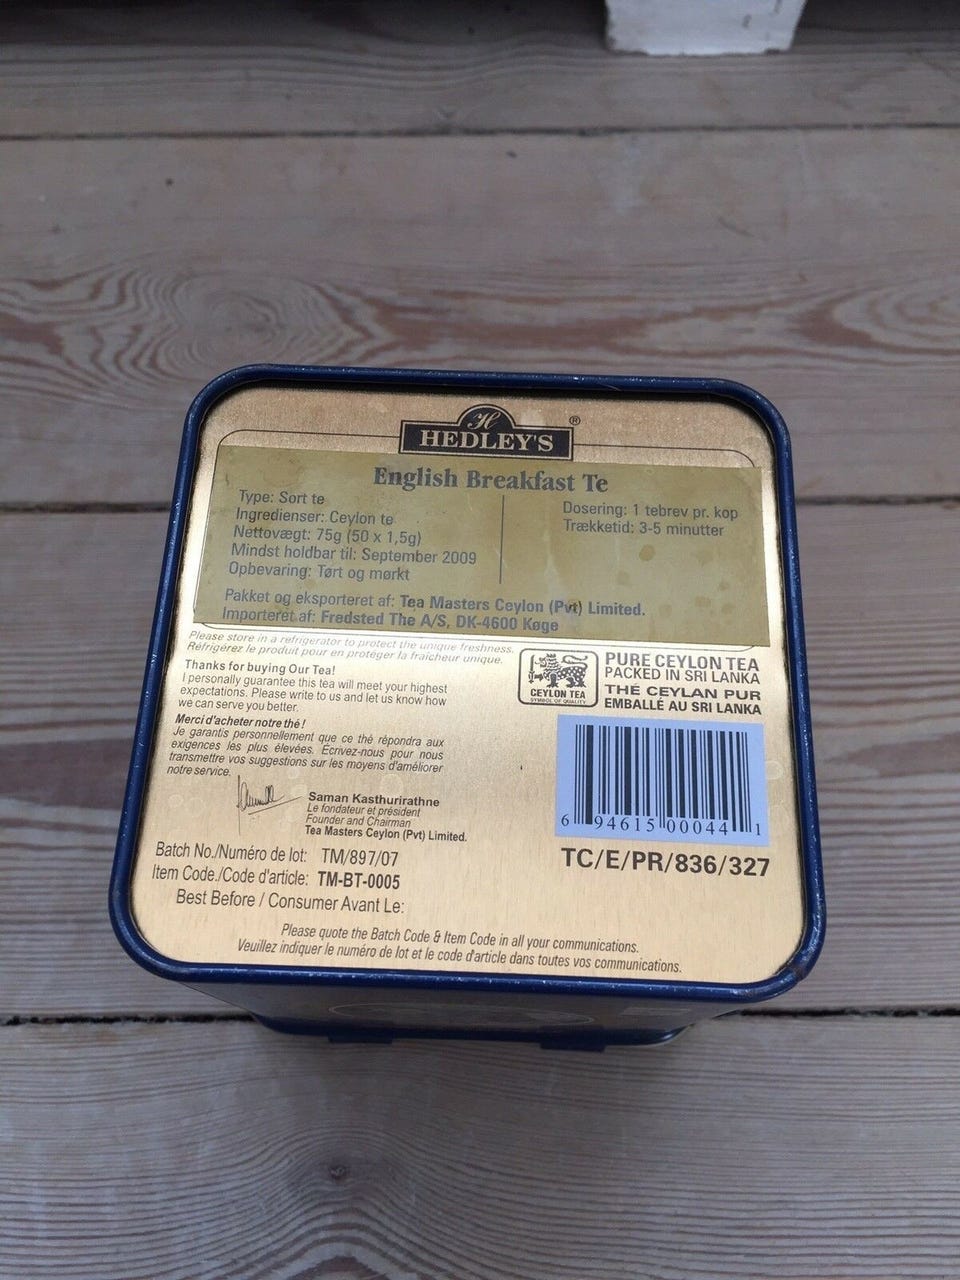 H
HEDLEY'S ®
English Breakfast Te
Type: Sort te
Ingredienser: Ceylon te
Nettovægt: 75g (50 x 1,5g)
Mindst holdbar til: September 2009
Opbevaring: Tørt og mørkt
Dosering: 1 tebrev pr. kop
Trækketid: 3-5 minutter
Pakket og eksporteret af: Tea Masters Ceylon (Pvt) Limited.
Importeret af: Fredsted The A/S, DK-4600 Køge
Please store in a refrigerator to protect the unique freshness.
Réfrigérez le produit pour en protéger la fraîcheur unique.
Thanks for buying Our Tea!
I personally guarantee this tea will meet your highest
expectations. Please write to us and let us know how
we can serve you better.
Merci d'acheter notre thé !
Je garantis personnellement que ce thé répondra aux
exigences les plus élevées. Écrivez-nous pour nous
transmettre vos suggestions sur les moyens d'améliorer
notre service.
Saman Kasthurirathne
Le fondateur et président
Founder and Chairman
Tea Masters Ceylon (Pvt) Limited.
CEYLON TEA
SYMBOL OF QUALITY
PURE CEYLON TEA
PACKED IN SRI LANKA
THÉ CEYLAN PUR
EMBALLÉ AU SRI LANKA
6 94615 00044 1
TC/E/PR/836/327
Batch No./Numéro de lot: TM/897/07
Item Code./Code d'article: TM-BT-0005
Best Before / Consumer Avant Le:
Please quote the Batch Code & Item Code in all your communications.
Veuillez indiquer le numéro de lot et le code d'article dans toutes vos communications.